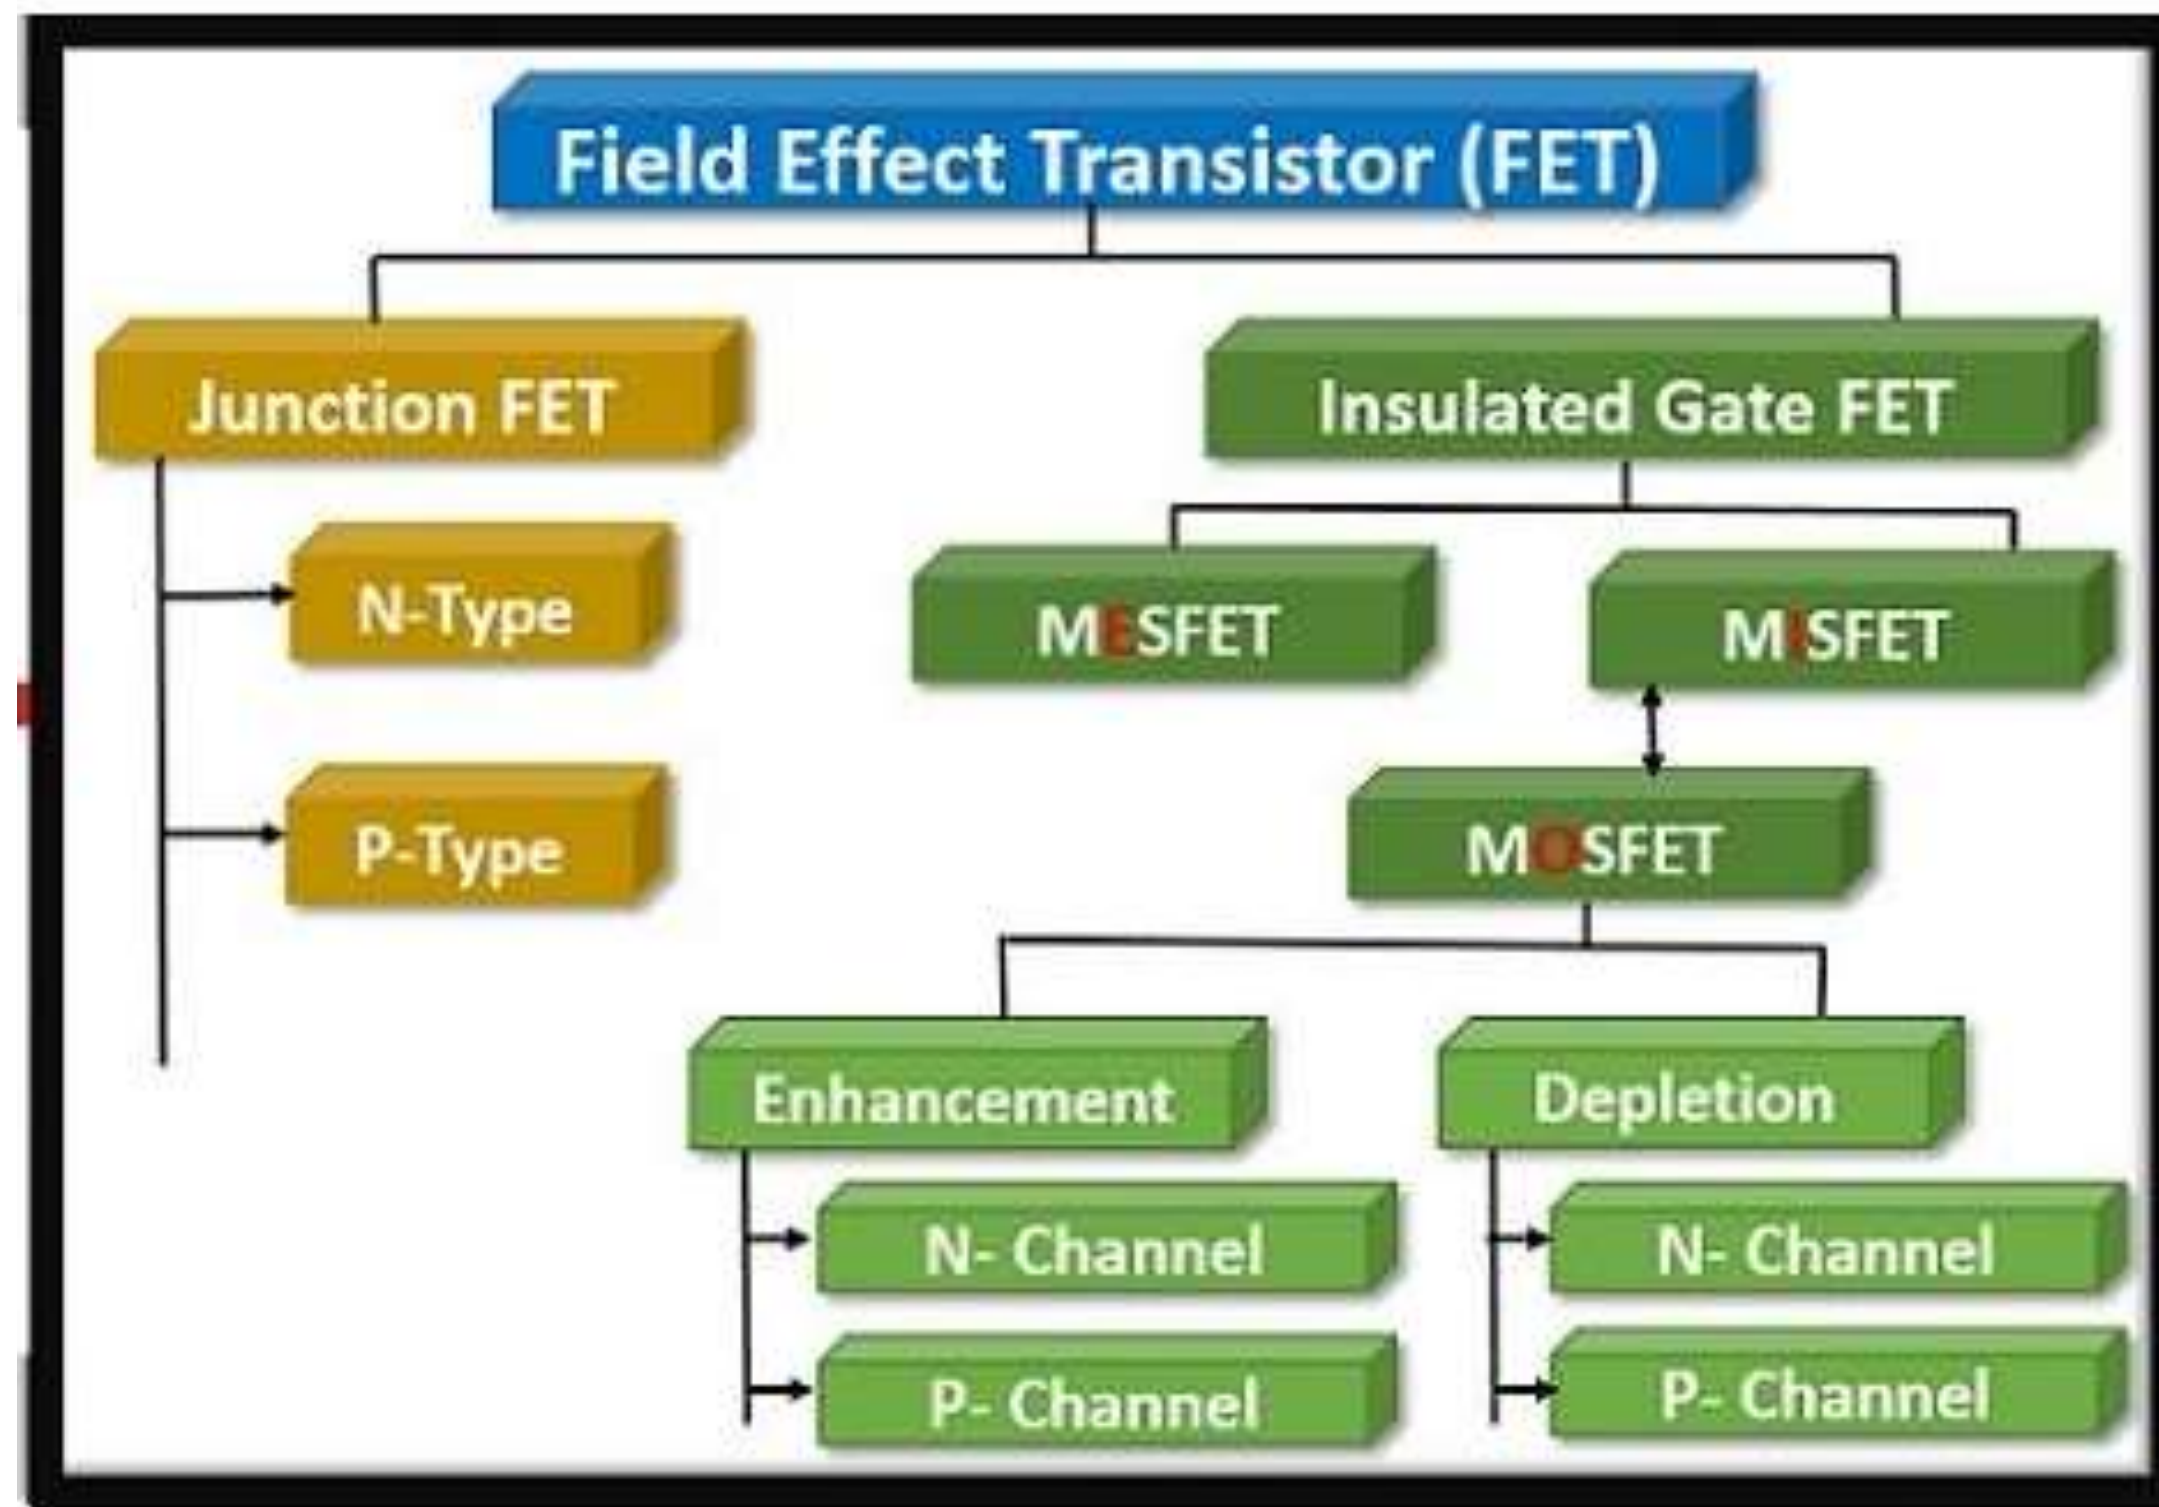 Field Effect Transistor (FET)
Junction FET
Insulated Gate FET
N-Type
MESFET
MISFET
P-Type
MOSFET
Enhancement
Depletion
N- Channel
N- Channel
P- Channel
P- Channel